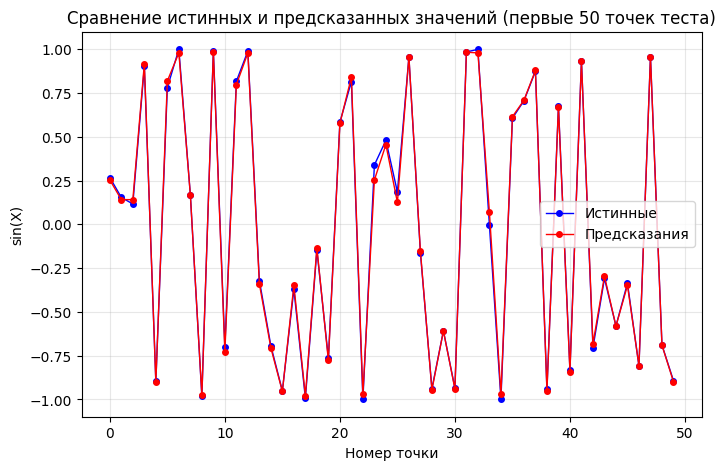 Сравнение истинных и предсказанных значений (первые 50 точек теста)
1.00
0.75
0.50
0.25
0.00
−0.25
−0.50
−0.75
−1.00
sin(X)
Истинные
Предсказания
0 10 20 30 40 50
Номер точки